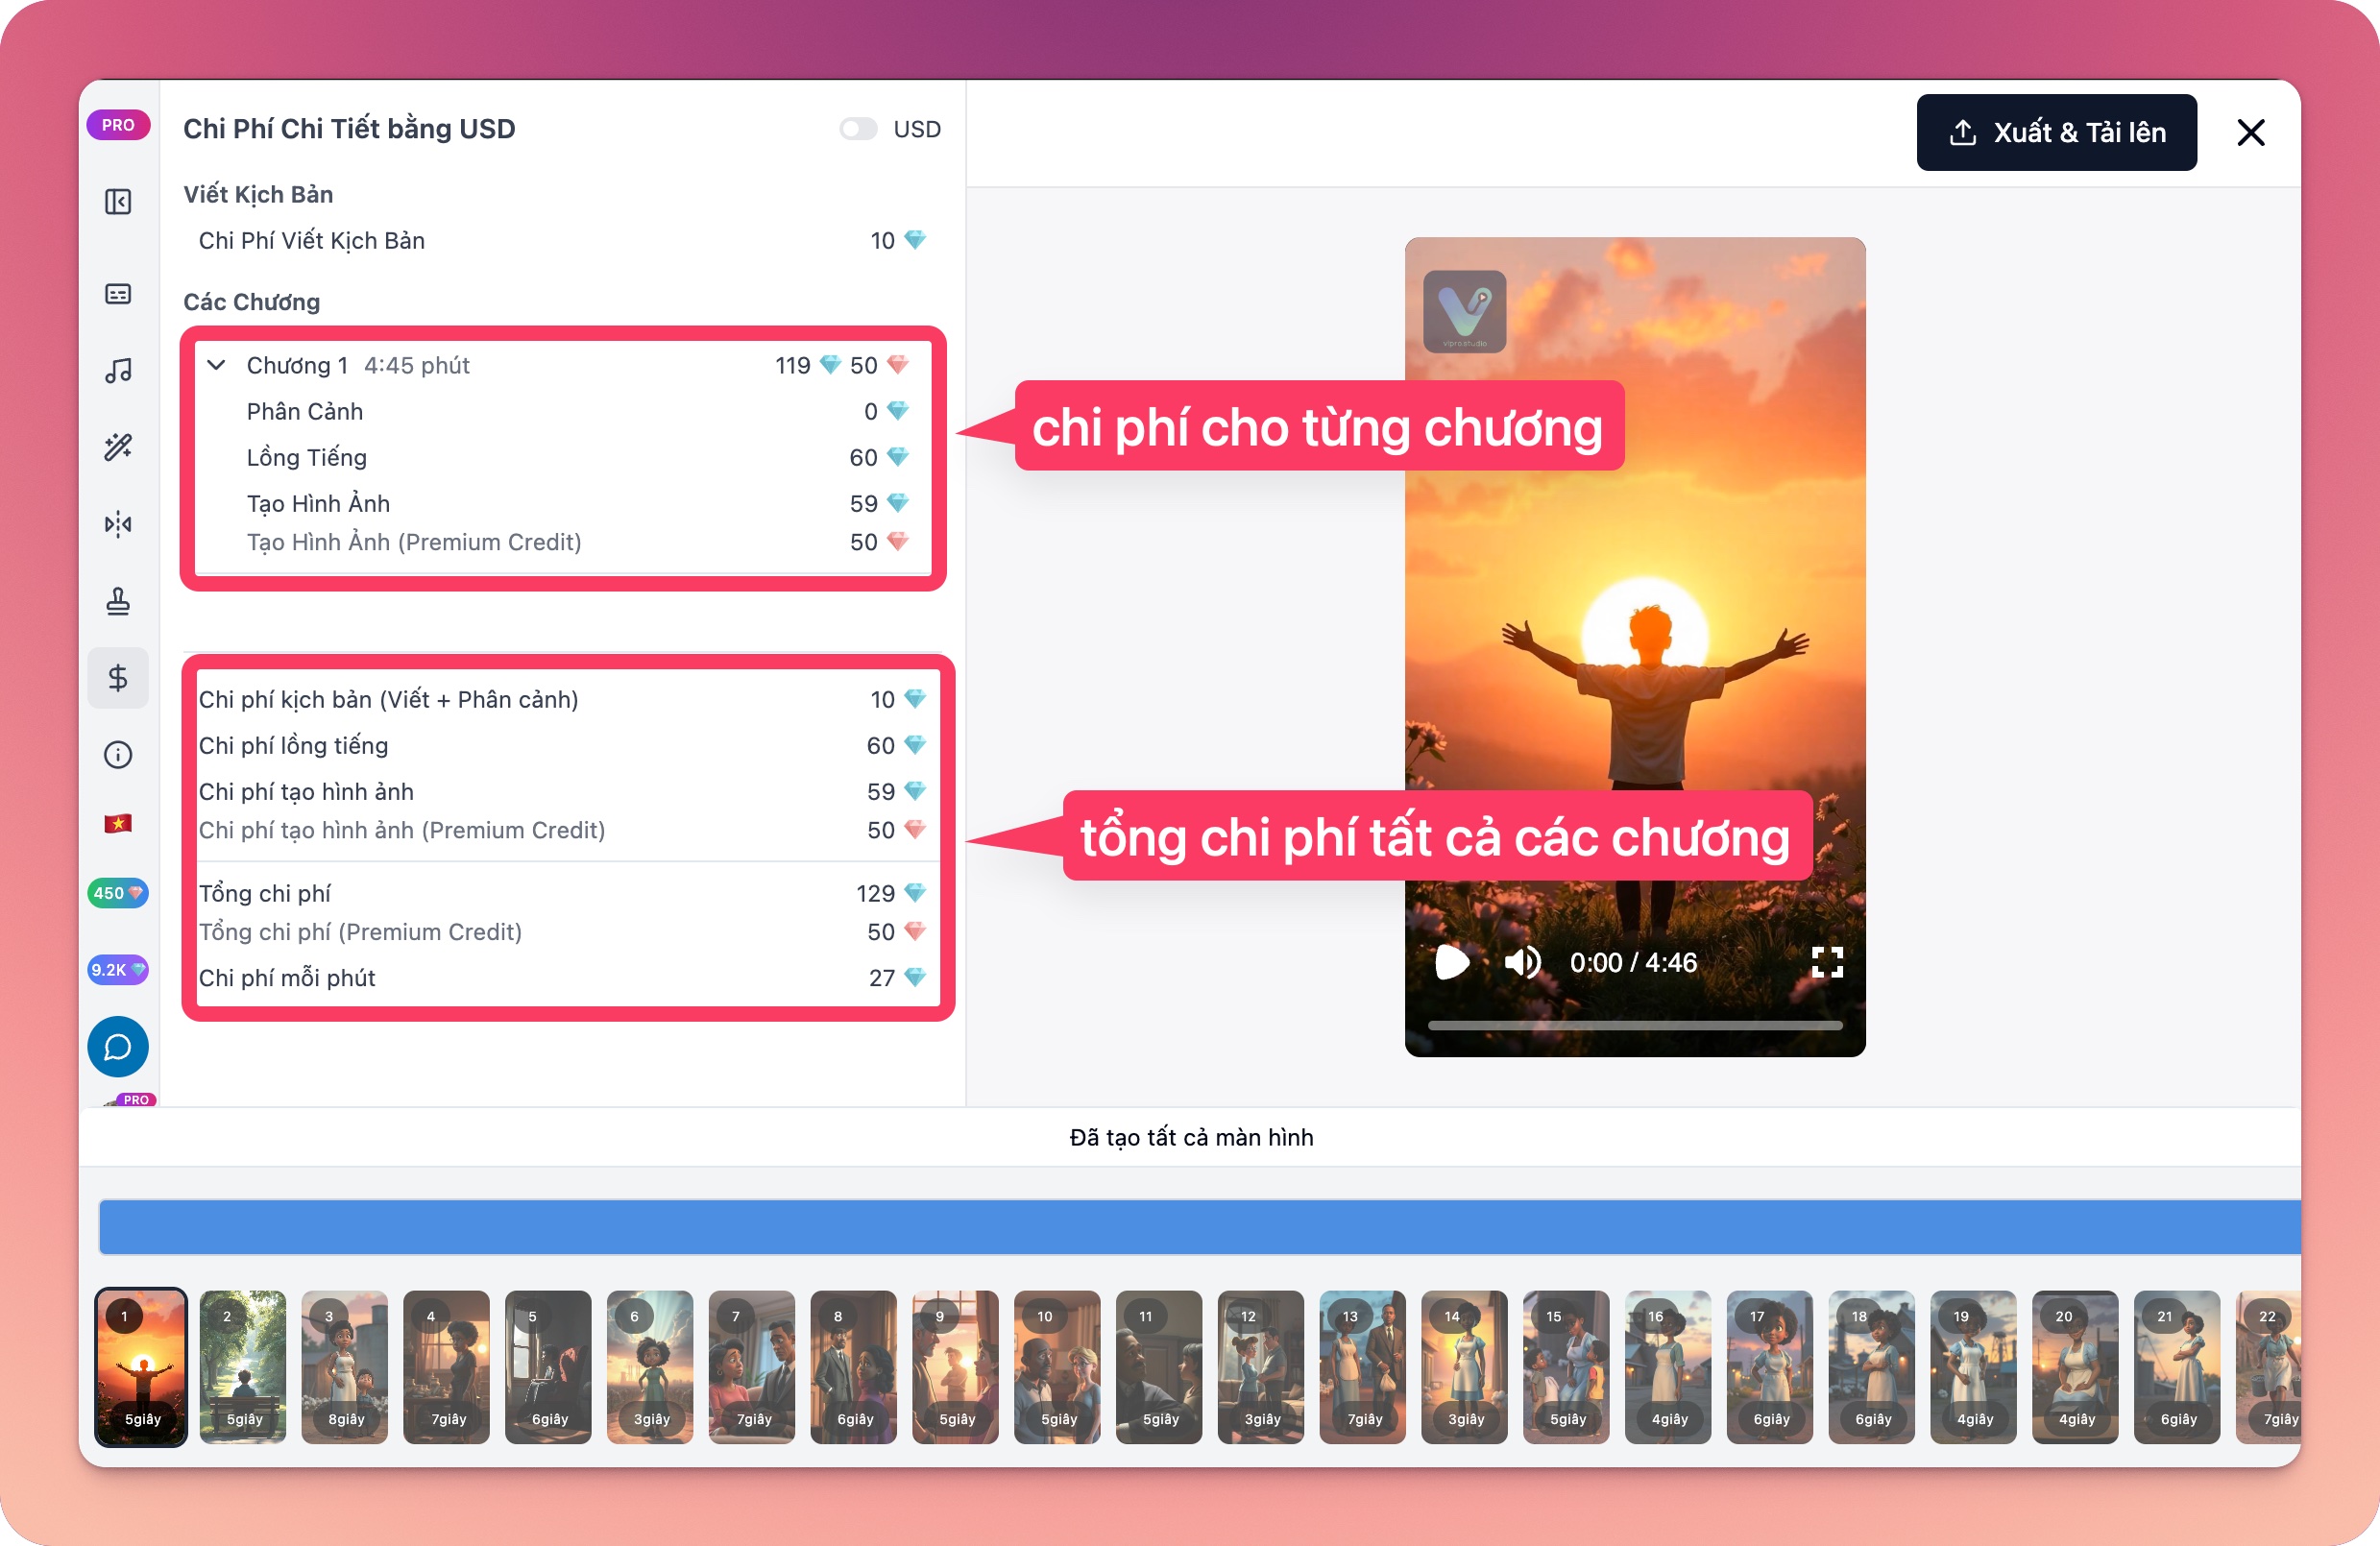 PRO
Chi Phí Chi Tiết bằng USD
USD
Xuất & Tải lên
Viết Kịch Bản
Chi Phí Viết Kịch Bản 10
Các Chương
Chương 1 4:45 phút 119 50
Phân Cảnh 0
Lồng Tiếng 60
Tạo Hình Ảnh 59
Tạo Hình Ảnh (Premium Credit) 50
chi phí cho từng chương
Chi phí kịch bản (Viết + Phân cảnh) 10
Chi phí lồng tiếng 60
Chi phí tạo hình ảnh 59
Chi phí tạo hình ảnh (Premium Credit) 50
Tổng chi phí 129
Tổng chi phí (Premium Credit) 50
Chi phí mỗi phút 27
tổng chi phí tất cả các chương
450
9.2K
PRO
vipro.studio
0:00 / 4:46
Đã tạo tất cả màn hình
1 2 3 4 5 6 7 8 9 10 11 12 13 14 15 16 17 18 19 20 21 22
5giây 5giây 8giây 7giây 6giây 3giây 7giây 6giây 5giây 5giây 5giây 3giây 7giây 3giây 5giây 4giây 6giây 6giây 4giây 4giây 6giây 7giây